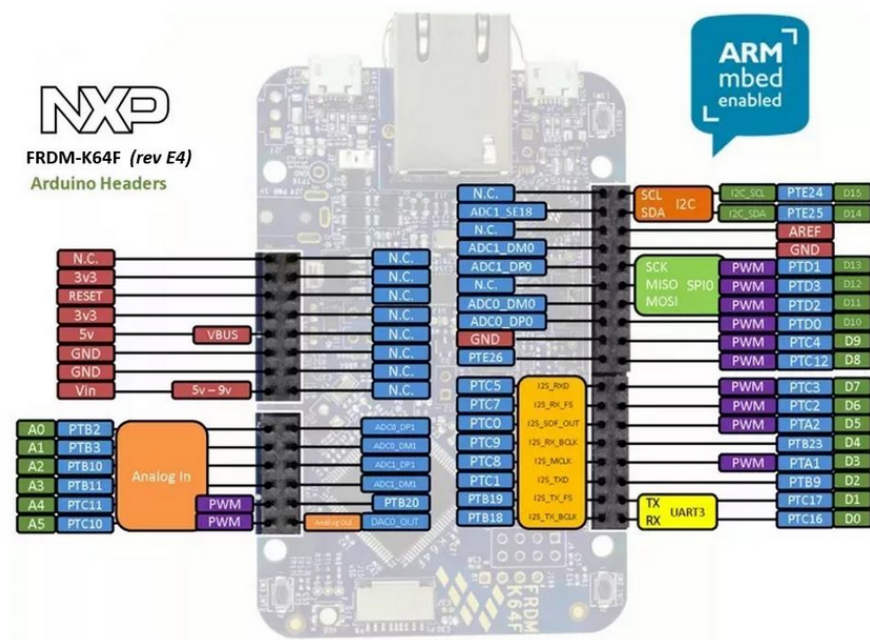 NXP
FRDM-K64F (rev E4)
Arduino Headers
ARM
mbed
enabled
N.C. N.C.
3v3 N.C.
RESET N.C.
3v3 N.C.
5v VBUS N.C.
GND N.C.
GND N.C.
Vin 5v – 9v N.C.
A0 PTB2 ADC0_DP1
A1 PTB3 ADC0_DM1
A2 PTB10 ADC1_DP1
A3 PTB11 ADC1_DM1
A4 PTC11 PWM PTB20
A5 PTC10 PWM Analog Out DAC0_OUT
Analog In
N.C. SCL I2C_SCL PTE24 D15
ADC1_SE18 SDA I2C_SDA PTE25 D14
I2C
N.C. AREF
ADC1_DM0 GND
ADC1_DP0 SCK PWM PTD1 D13
N.C. MISO SPI0 PWM PTD3 D12
ADC0_DM0 MOSI PWM PTD2 D11
ADC0_DP0 PWM PTD0 D10
GND PWM PTC4 D9
PTE26 PWM PTC12 D8
PTC5 I2S_RXD PWM PTC3 D7
PTC7 I2S_RX_FS PWM PTC2 D6
PTC0 I2S_SOF_OUT PWM PTA2 D5
PTC9 I2S_RX_BCLK PTB23 D4
PTC8 I2S_MCLK PWM PTA1 D3
PTC1 I2S_TXD PTB9 D2
PTB19 I2S_TX_FS TX PTC17 D1
PTB18 I2S_TX_BCLK RX PTC16 D0
UART3
FRDM
K64F